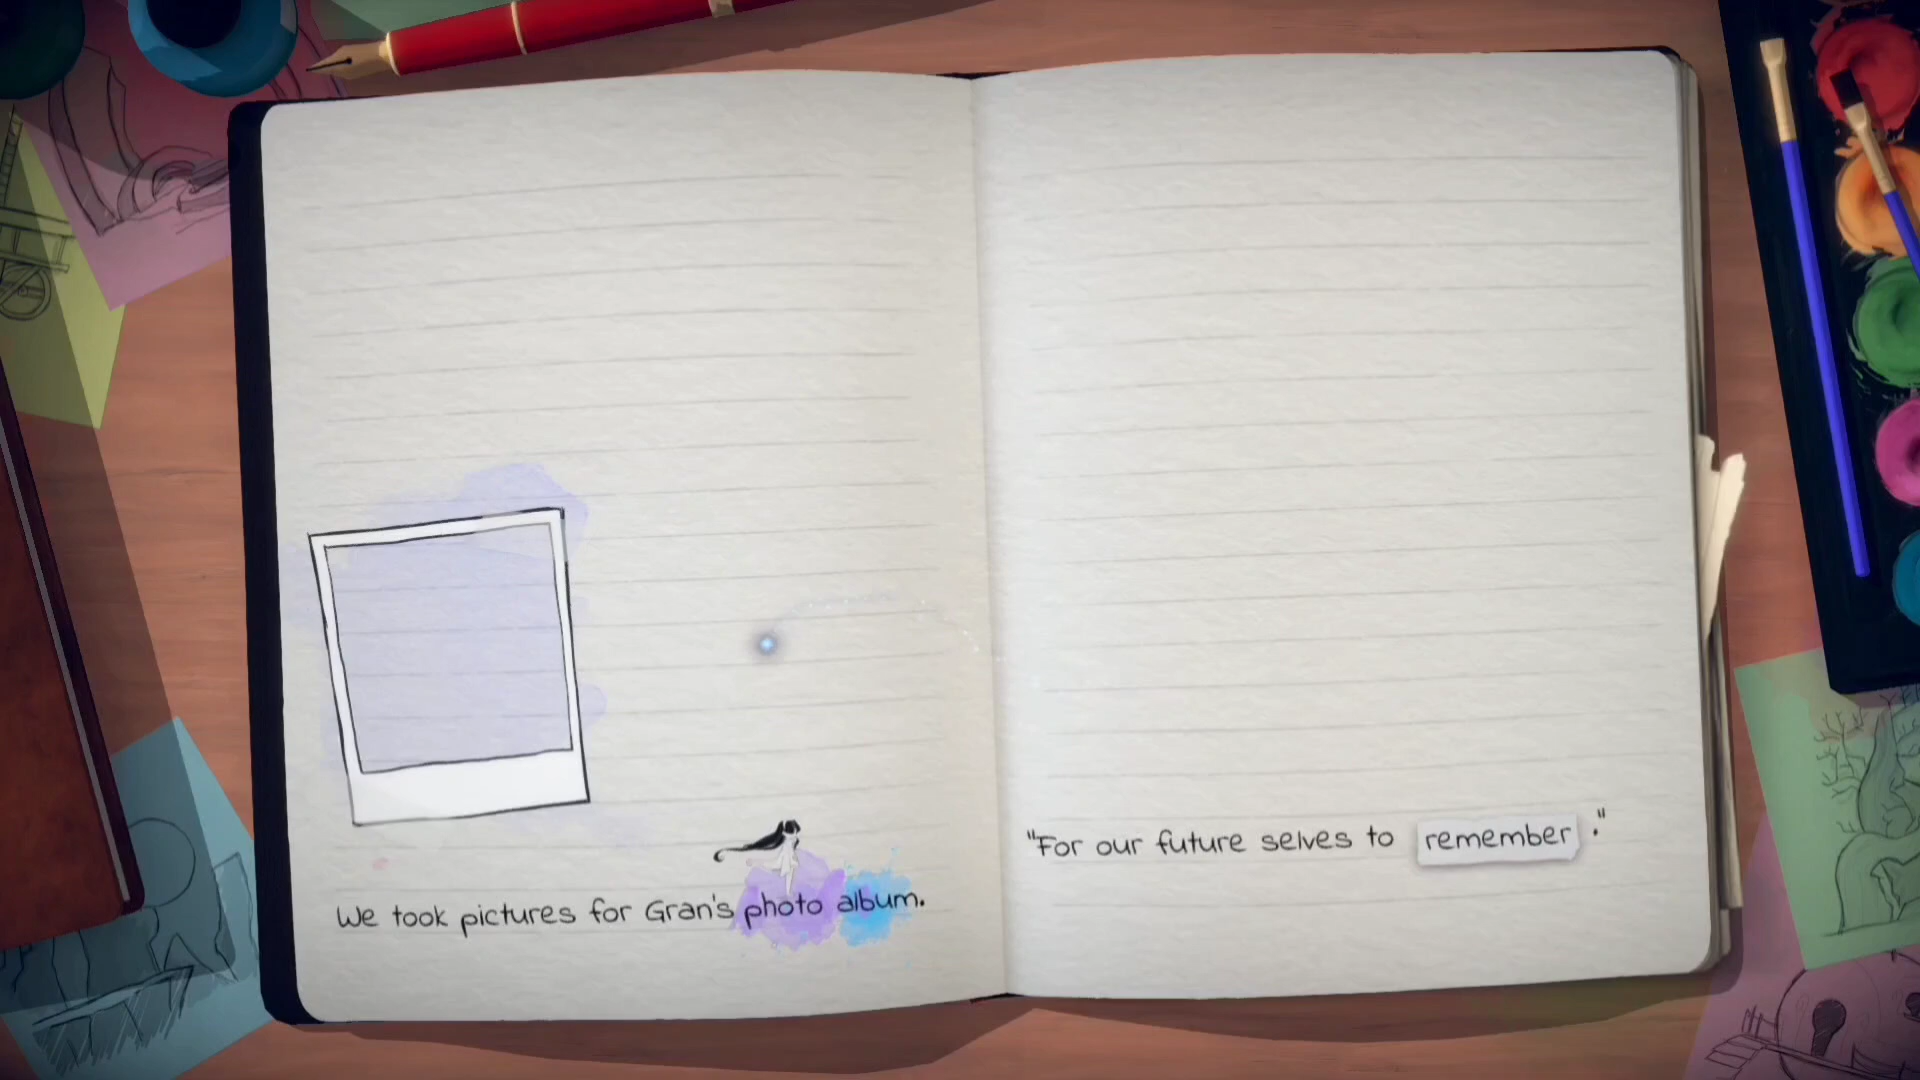 We took pictures for Gran's photo album.
"For our future selves to remember."